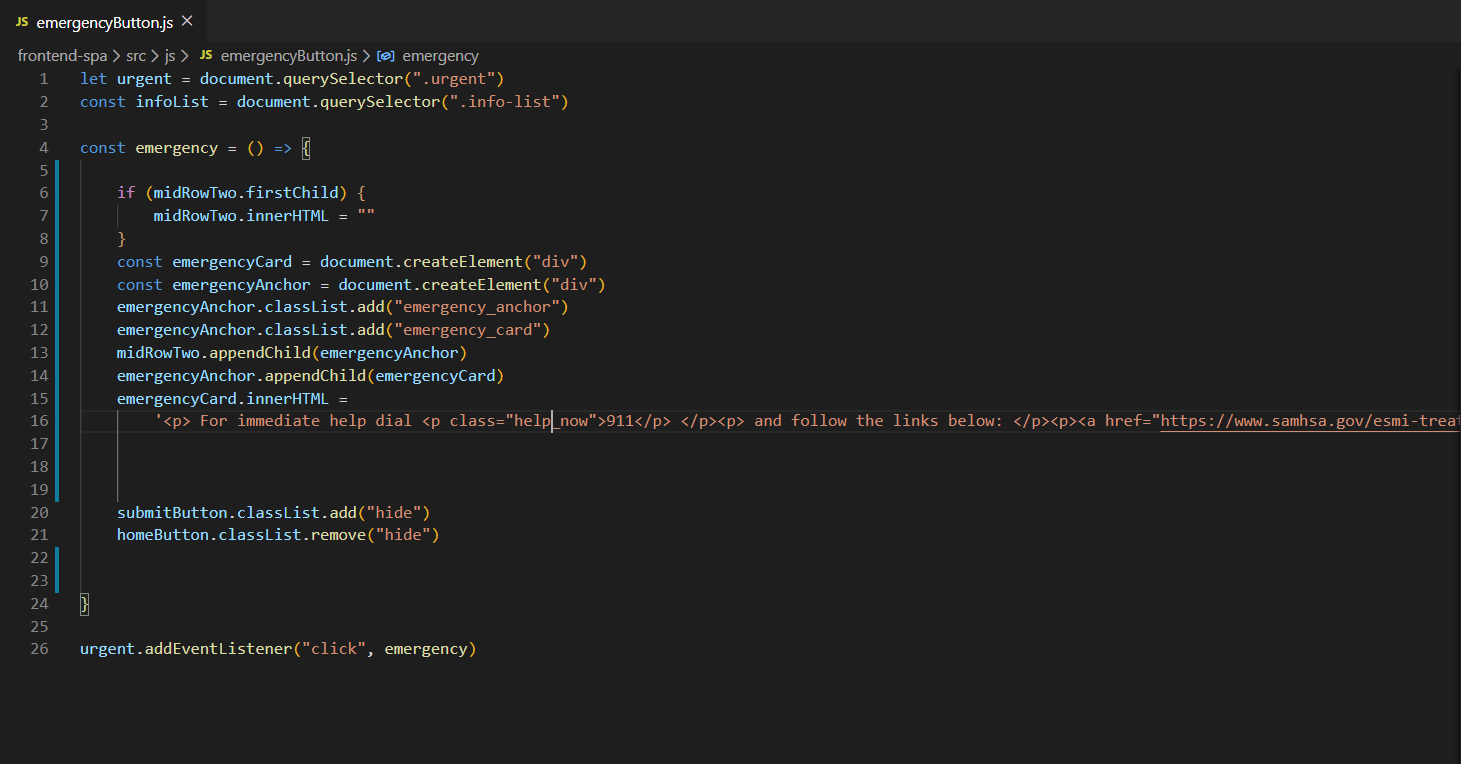 JS emergencyButton.js ×
frontend-spa > src > js > JS emergencyButton.js > emergency
1 let urgent = document.querySelector(".urgent")
2 const infoList = document.querySelector(".info-list")
3
4 const emergency = () => {
5
6 if (midRowTwo.firstChild) {
7 midRowTwo.innerHTML = ""
8 }
9 const emergencyCard = document.createElement("div")
10 const emergencyAnchor = document.createElement("div")
11 emergencyAnchor.classList.add("emergency_anchor")
12 emergencyAnchor.classList.add("emergency_card")
13 midRowTwo.appendChild(emergencyAnchor)
14 emergencyAnchor.appendChild(emergencyCard)
15 emergencyCard.innerHTML =
16 '<p> For immediate help dial <p class="help_now">911</p> </p><p> and follow the links below: </p><p><a href="https://www.samhsa.gov/esmi-treat
17
18
19
20 submitButton.classList.add("hide")
21 homeButton.classList.remove("hide")
22
23
24 }
25
26 urgent.addEventListener("click", emergency)